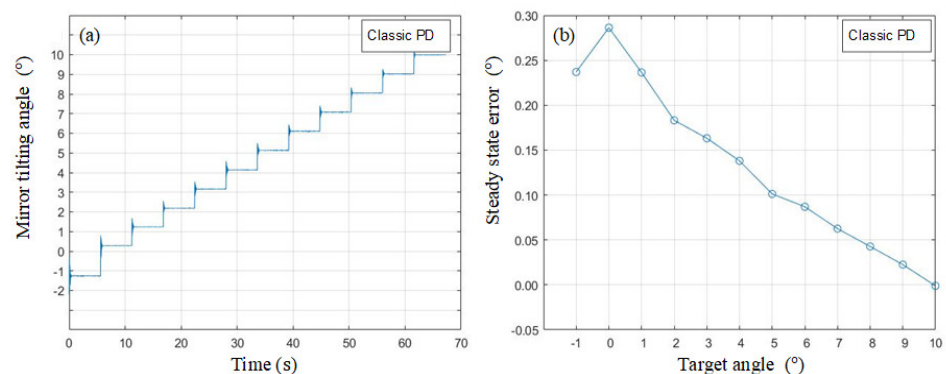 (a)
Classic PD
Mirror tilting angle (°)
10
9
8
7
6
5
4
3
2
1
0
-1
-2
0 10 20 30 40 50 60 70
Time (s)
(b)
Classic PD
Steady state error (°)
0.30
0.25
0.20
0.15
0.10
0.05
0.00
-0.05
-1 0 1 2 3 4 5 6 7 8 9 10
Target angle (°)